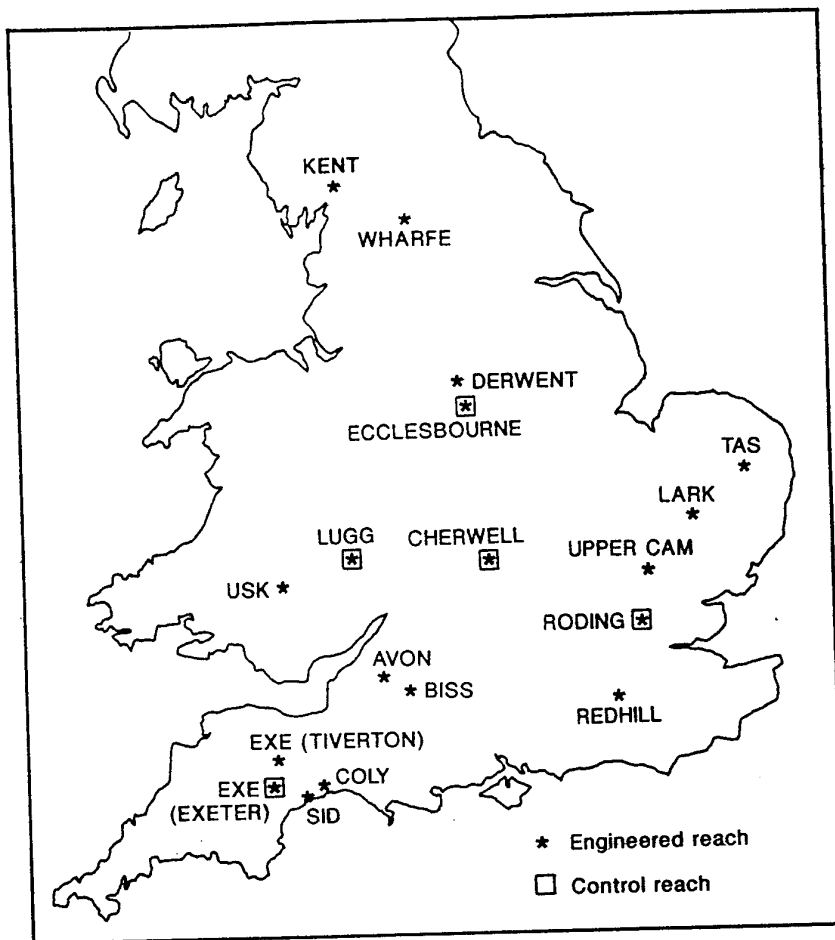 KENT
WHARFE
DERWENT
ECCLESBOURNE
TAS
LARK
LUGG
CHERWELL
UPPER CAM
USK
RODING
AVON
BISS
REDHILL
EXE (TIVERTON)
COLY
EXE
(EXETER)
SID
* Engineered reach
Control reach